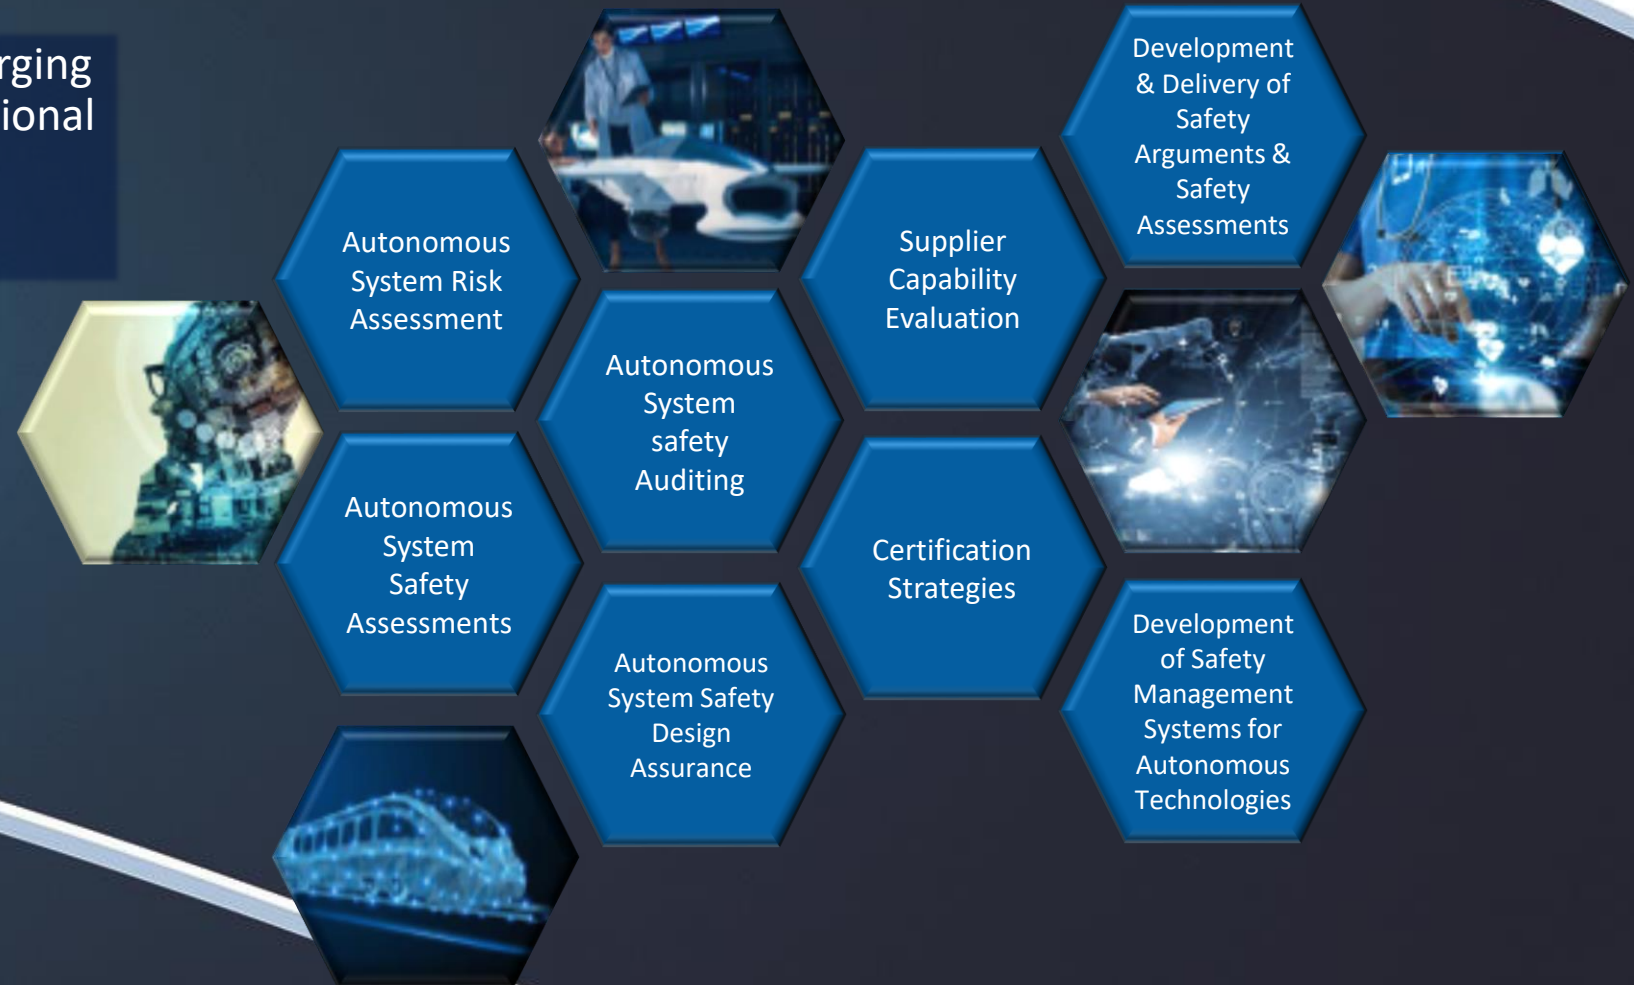 rging
ional
Autonomous
System Risk
Assessment
Autonomous
System
Safety
Assessments
Autonomous
System
safety
Auditing
Autonomous
System Safety
Design
Assurance
Supplier
Capability
Evaluation
Certification
Strategies
Development
& Delivery of
Safety
Arguments &
Safety
Assessments
Development
of Safety
Management
Systems for
Autonomous
Technologies